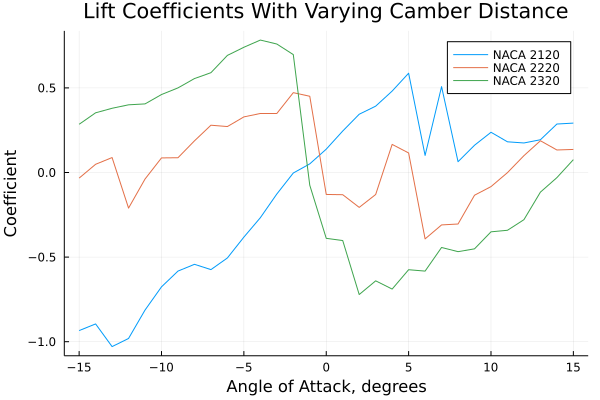 Lift Coefficients With Varying Camber Distance
NACA 2120
NACA 2220
NACA 2320
0.5
0.0
−0.5
−1.0
Coefficient
−15
−10
−5
0
5
10
15
Angle of Attack, degrees